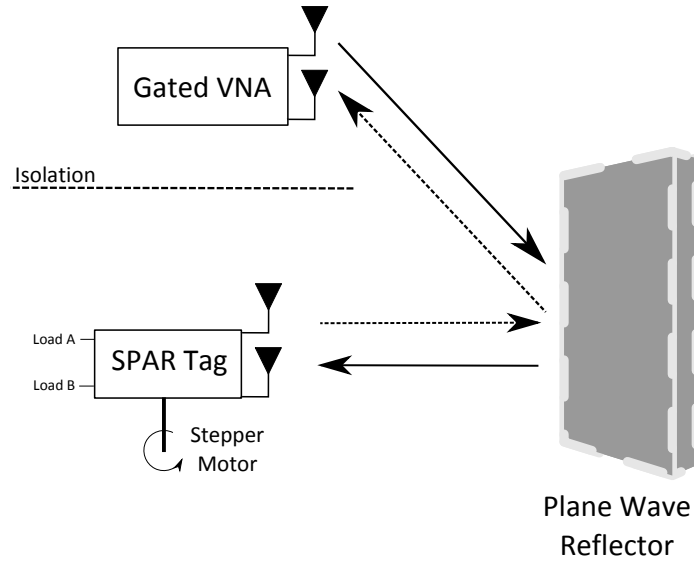 Gated VNA
Isolation
Load A
SPAR Tag
Load B
Stepper
Motor
Plane Wave
Reflector